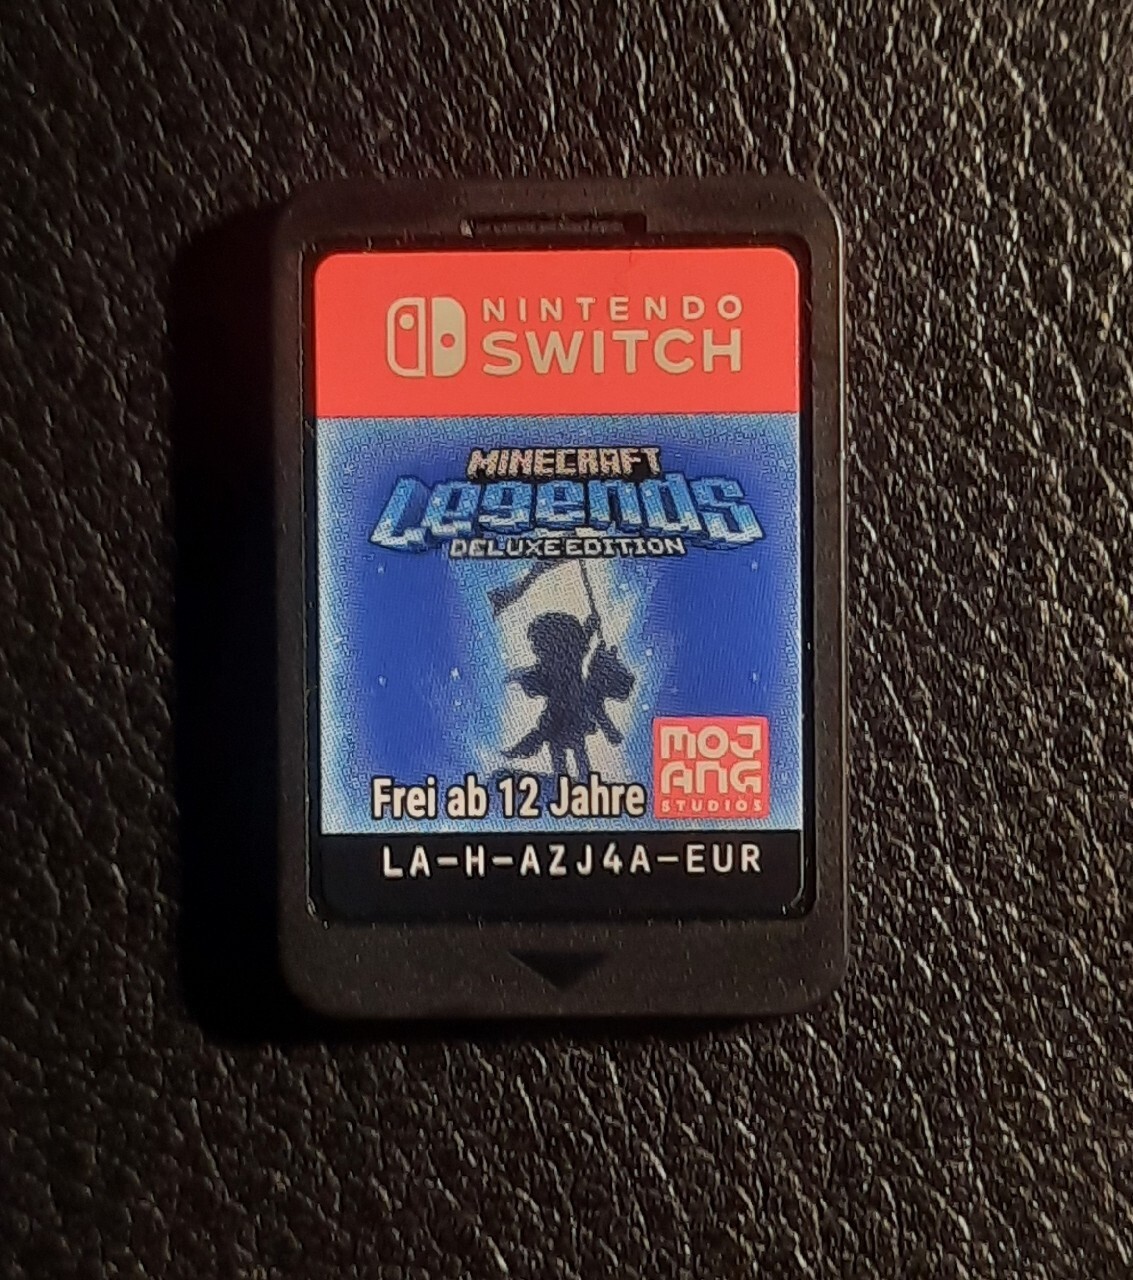 NINTENDO
SWITCH
MINECRAFT
Legends
DELUXE EDITION
MOJ
ANG
STUDIOS
Frei ab 12 Jahre
LA-H-AZJ4A-EUR